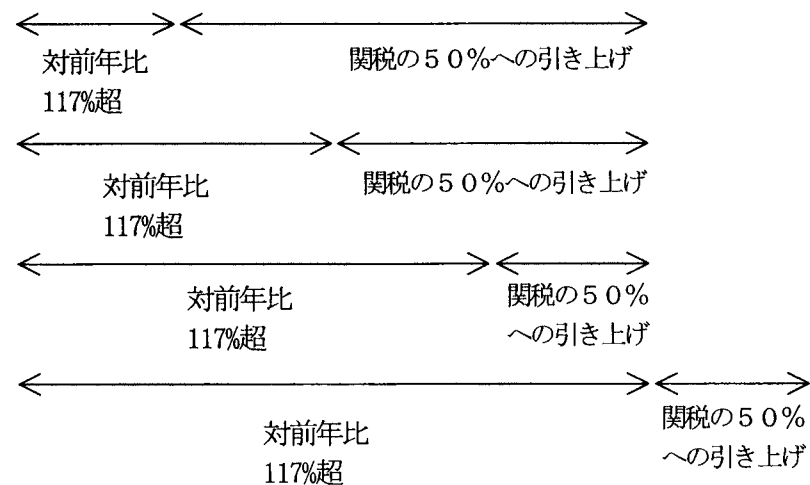 対前年比
117%超
関税の５０％への引き上げ
対前年比
117%超
関税の５０％への引き上げ
対前年比
117%超
関税の５０％
への引き上げ
対前年比
117%超
関税の５０％
への引き上げ